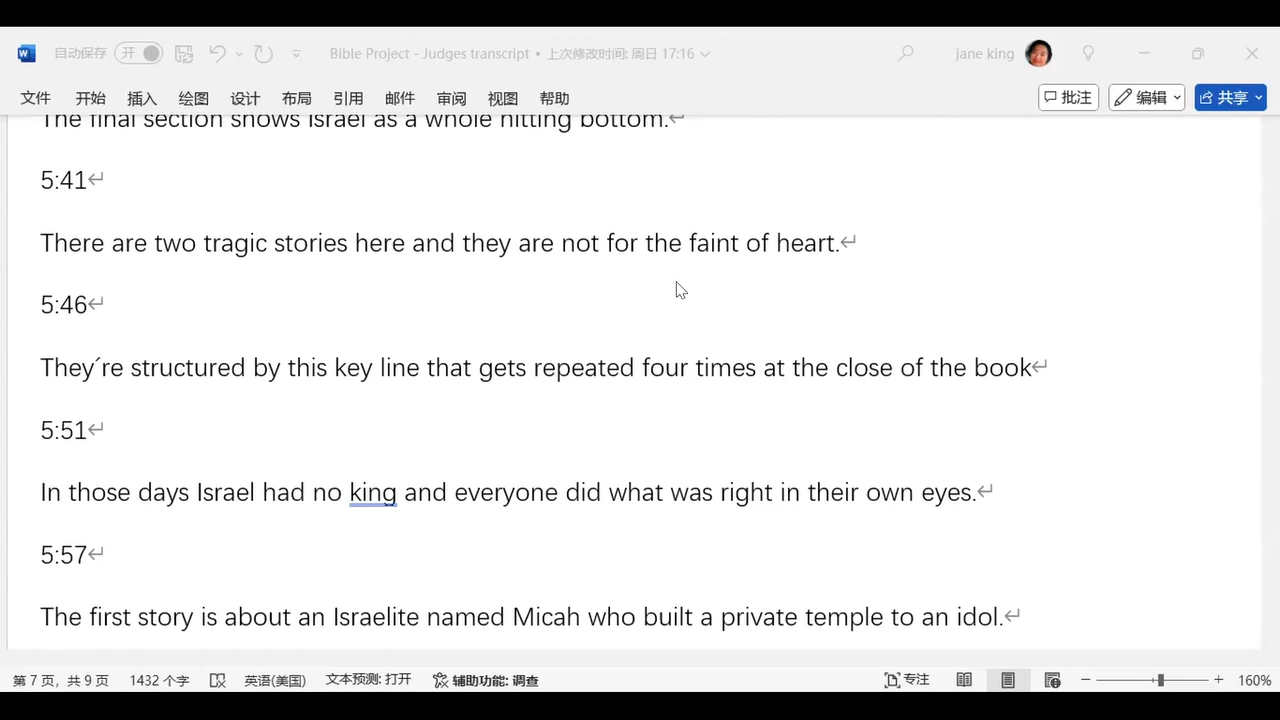 自动保存 开 Bible Project - Judges transcript • 上次修改时间: 周日 17:16 jane king
文件 开始 插入 绘图 设计 布局 引用 邮件 审阅 视图 帮助 批注 编辑 共享
The final section shows Israel as a whole hitting bottom.↵
5:41↵
There are two tragic stories here and they are not for the faint of heart.↵
5:46↵
They´re structured by this key line that gets repeated four times at the close of the book↵
5:51↵
In those days Israel had no king and everyone did what was right in their own eyes.↵
5:57↵
The first story is about an Israelite named Micah who built a private temple to an idol.↵
第 7 页，共 9 页 1432 个字 英语(美国) 文本预测: 打开 辅助功能: 调查 专注 160%